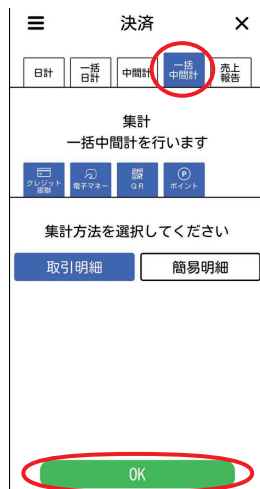 決済
日計
一括
日計
中間計
一括
中間計
売上
報告
集計
一括中間計を行います
クレジット
銀聯
電子マネー
QR
ポイント
集計方法を選択してください
取引明細
簡易明細
OK